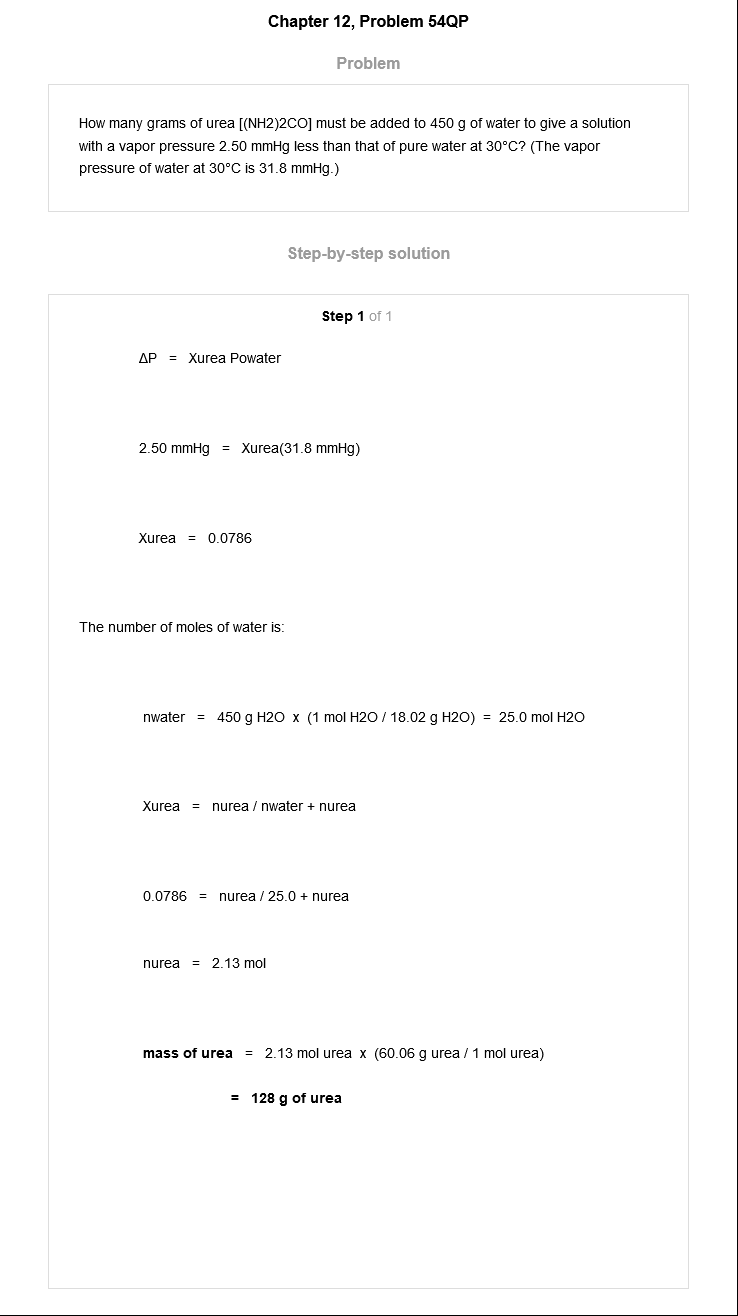 Chapter 12, Problem 54QP
Problem
How many grams of urea [(NH2)2CO] must be added to 450 g of water to give a solution
with a vapor pressure 2.50 mmHg less than that of pure water at 30°C? (The vapor
pressure of water at 30°C is 31.8 mmHg.)
Step-by-step solution
Step 1 of 1
ΔP = Xurea Powater
2.50 mmHg = Xurea(31.8 mmHg)
Xurea = 0.0786
The number of moles of water is:
nwater = 450 g H2O x (1 mol H2O / 18.02 g H2O) = 25.0 mol H2O
Xurea = nurea / nwater + nurea
0.0786 = nurea / 25.0 + nurea
nurea = 2.13 mol
mass of urea = 2.13 mol urea x (60.06 g urea / 1 mol urea)
= 128 g of urea